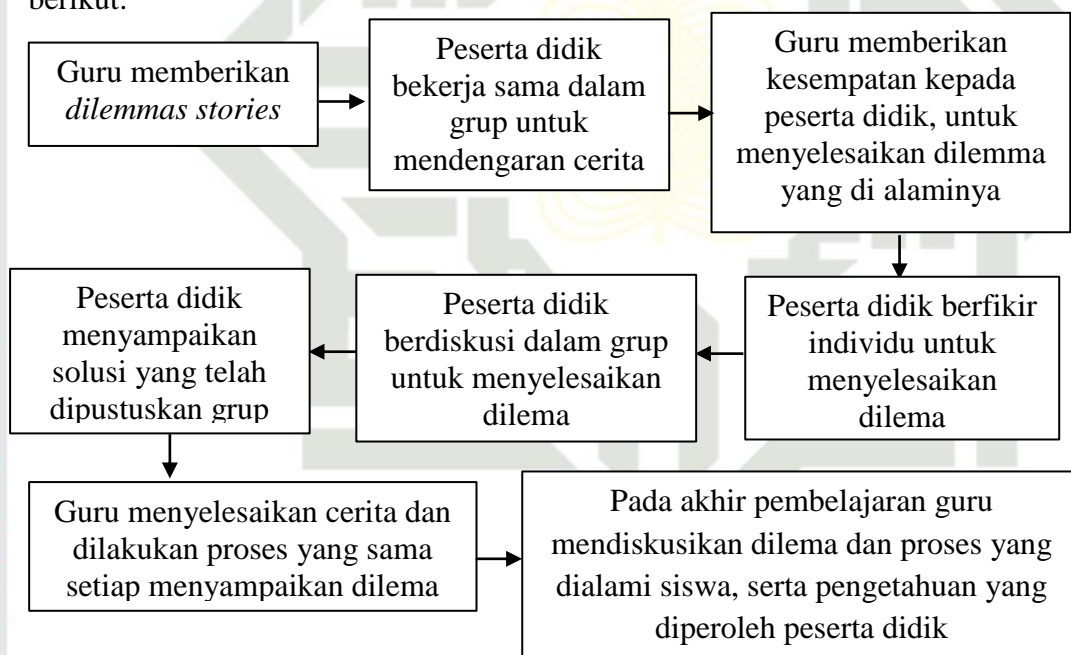 berikut:
Guru memberikan
dilemmas stories
Peserta didik
bekerja sama dalam
grup untuk
mendengaran cerita
Guru memberikan
kesempatan kepada
peserta didik, untuk
menyelesaikan dilemma
yang di alaminya
Peserta didik berfikir
individu untuk
menyelesaikan
dilema
Peserta didik
berdiskusi dalam grup
untuk menyelesaikan
dilema
Peserta didik
menyampaikan
solusi yang telah
dipustuskan grup
Guru menyelesaikan cerita dan
dilakukan proses yang sama
setiap menyampaikan dilema
Pada akhir pembelajaran guru
mendiskusikan dilema dan proses yang
dialami siswa, serta pengetahuan yang
diperoleh peserta didik